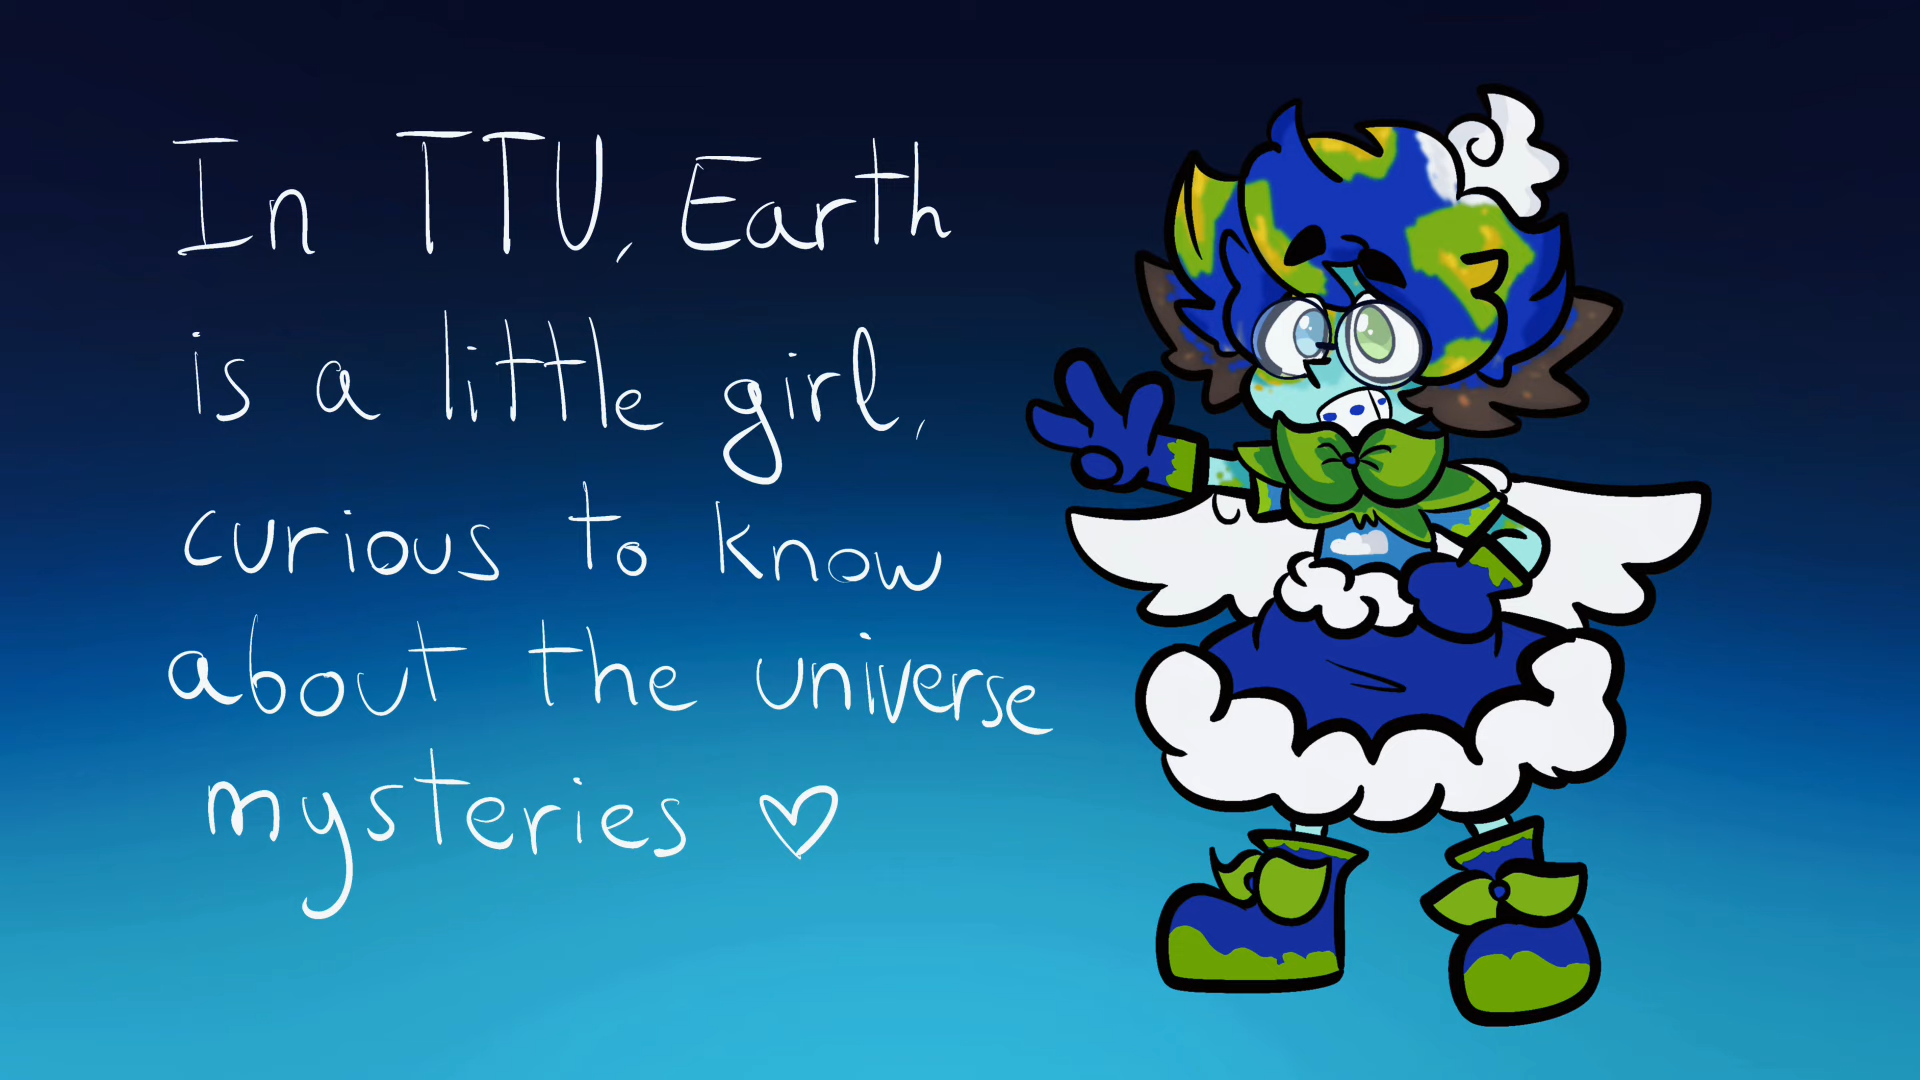 In TTU, Earth
is a little girl,
curious to know
about the universe
mysteries ♡